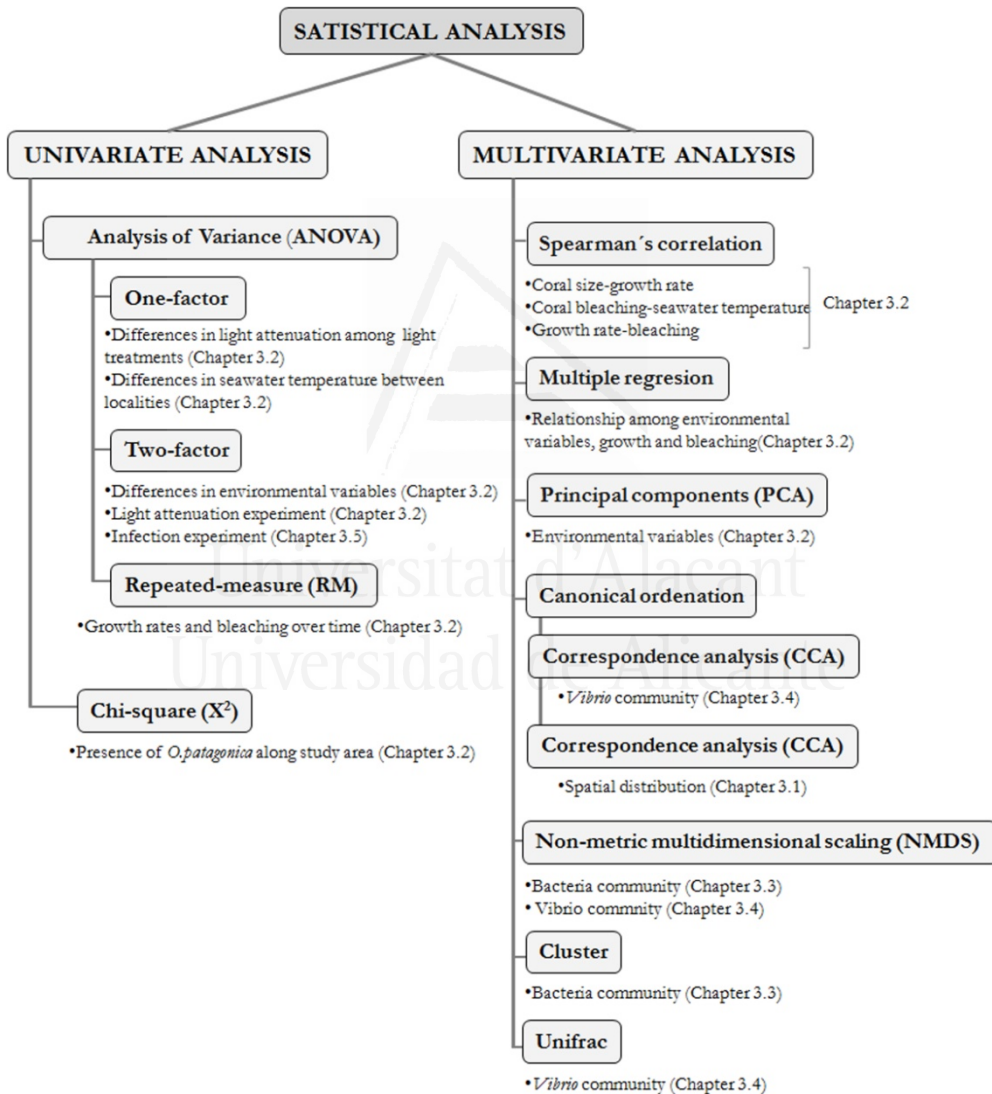 SATISTICAL ANALYSIS
UNIVARIATE ANALYSIS
Analysis of Variance (ANOVA)
One-factor
•Differences in light attenuation among light
treatments (Chapter 3.2)
•Differences in seawater temperature between
localities (Chapter 3.2)
Two-factor
•Differences in environmental variables (Chapter 3.2)
•Light attenuation experiment (Chapter 3.2)
•Infection experiment (Chapter 3.5)
Repeated-measure (RM)
•Growth rates and bleaching over time (Chapter 3.2)
Chi-square (X²)
•Presence of O.patagonica along study area (Chapter 3.2)
MULTIVARIATE ANALYSIS
Spearman´s correlation
•Coral size-growth rate
•Coral bleaching-seawater temperature
•Growth rate-bleaching
Chapter 3.2
Multiple regresion
•Relationship among environmental
variables, growth and bleaching(Chapter 3.2)
Principal components (PCA)
•Environmental variables (Chapter 3.2)
Canonical ordenation
Correspondence analysis (CCA)
•Vibrio community (Chapter 3.4)
Correspondence analysis (CCA)
•Spatial distribution (Chapter 3.1)
Non-metric multidimensional scaling (NMDS)
•Bacteria community (Chapter 3.3)
•Vibrio commnity (Chapter 3.4)
Cluster
•Bacteria community (Chapter 3.3)
Unifrac
•Vibrio community (Chapter 3.4)
Universitat d'Alacant
Universidad de Alicante